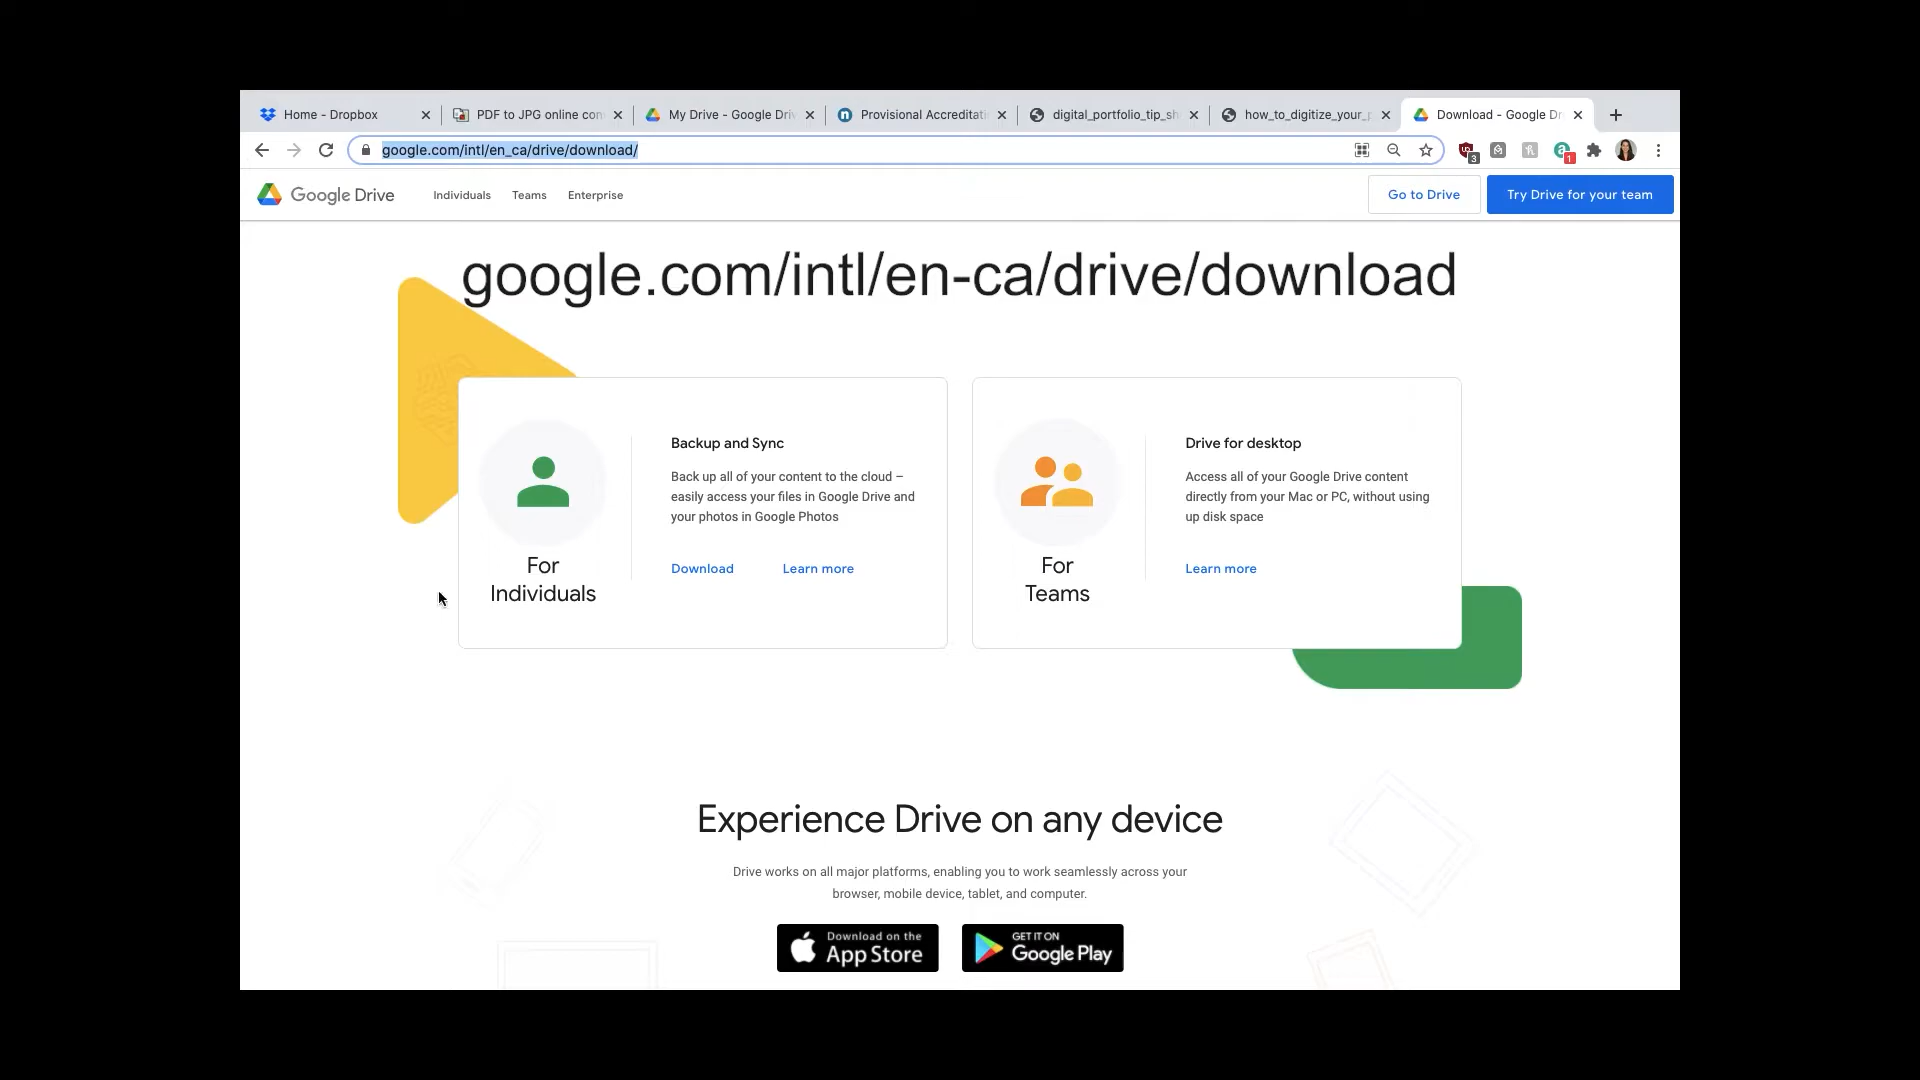 Home - Dropbox
PDF to JPG online con
My Drive - Google Driv
Provisional Accreditati
digital_portfolio_tip_sh
how_to_digitize_your_p
Download - Google Dr
google.com/intl/en_ca/drive/download/
3
1
Google Drive
Individuals
Teams
Enterprise
Go to Drive
Try Drive for your team
google.com/intl/en-ca/drive/download
For
Individuals
Backup and Sync
Back up all of your content to the cloud –
easily access your files in Google Drive and
your photos in Google Photos
Download
Learn more
For
Teams
Drive for desktop
Access all of your Google Drive content
directly from your Mac or PC, without using
up disk space
Learn more
Experience Drive on any device
Drive works on all major platforms, enabling you to work seamlessly across your
browser, mobile device, tablet, and computer.
Download on the
App Store
GET IT ON
Google Play